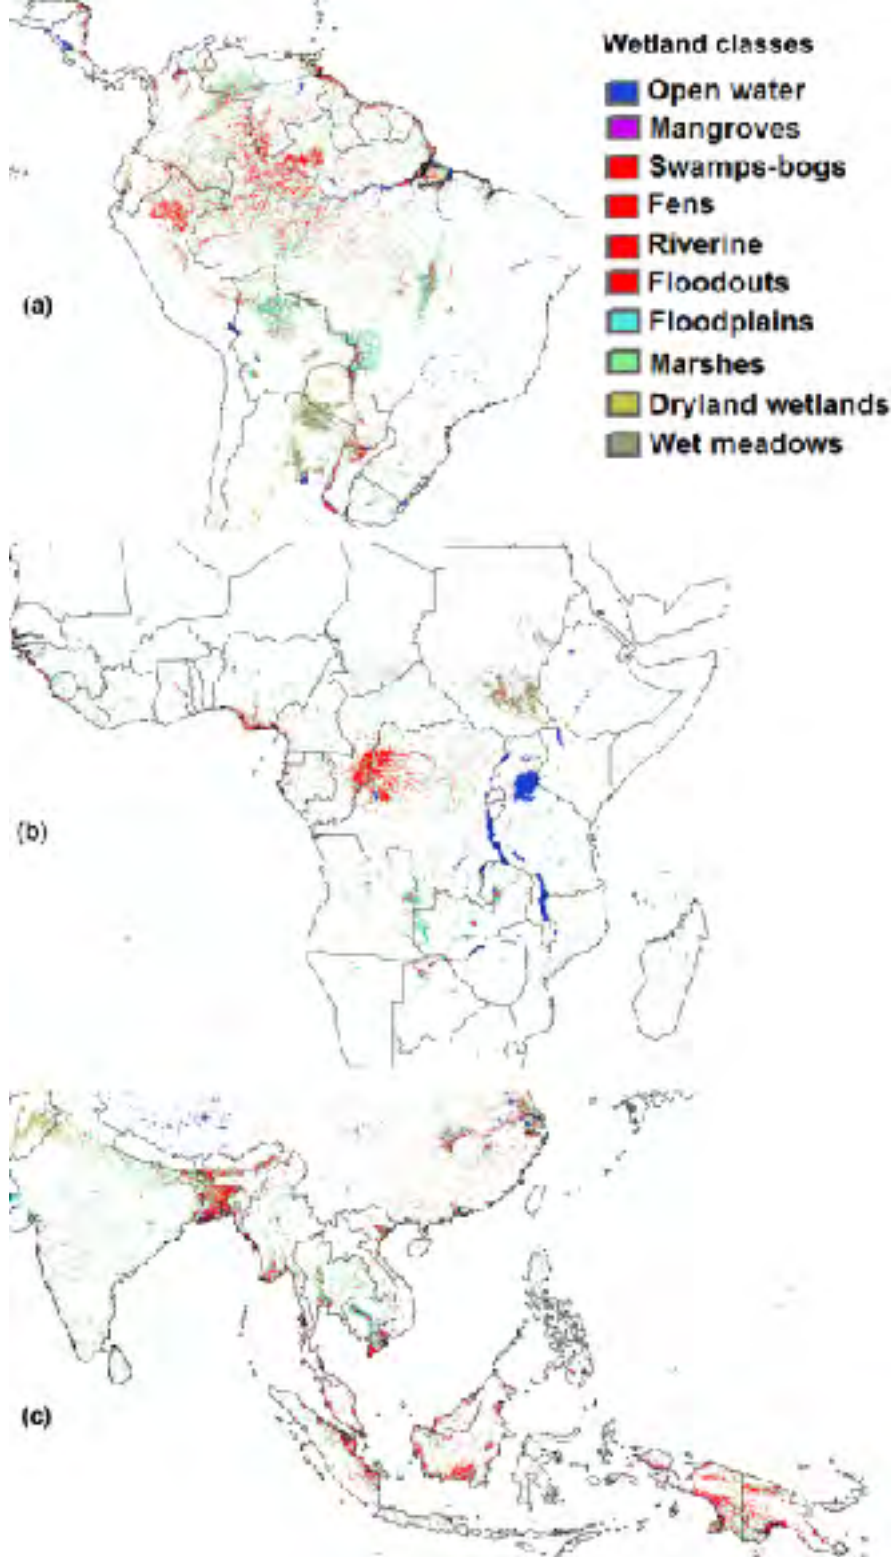 Wetland classes
Open water
Mangroves
Swamps-bogs
Fens
Riverine
Floodouts
Floodplains
Marshes
Dryland wetlands
Wet meadows
(a)
(b)
(c)